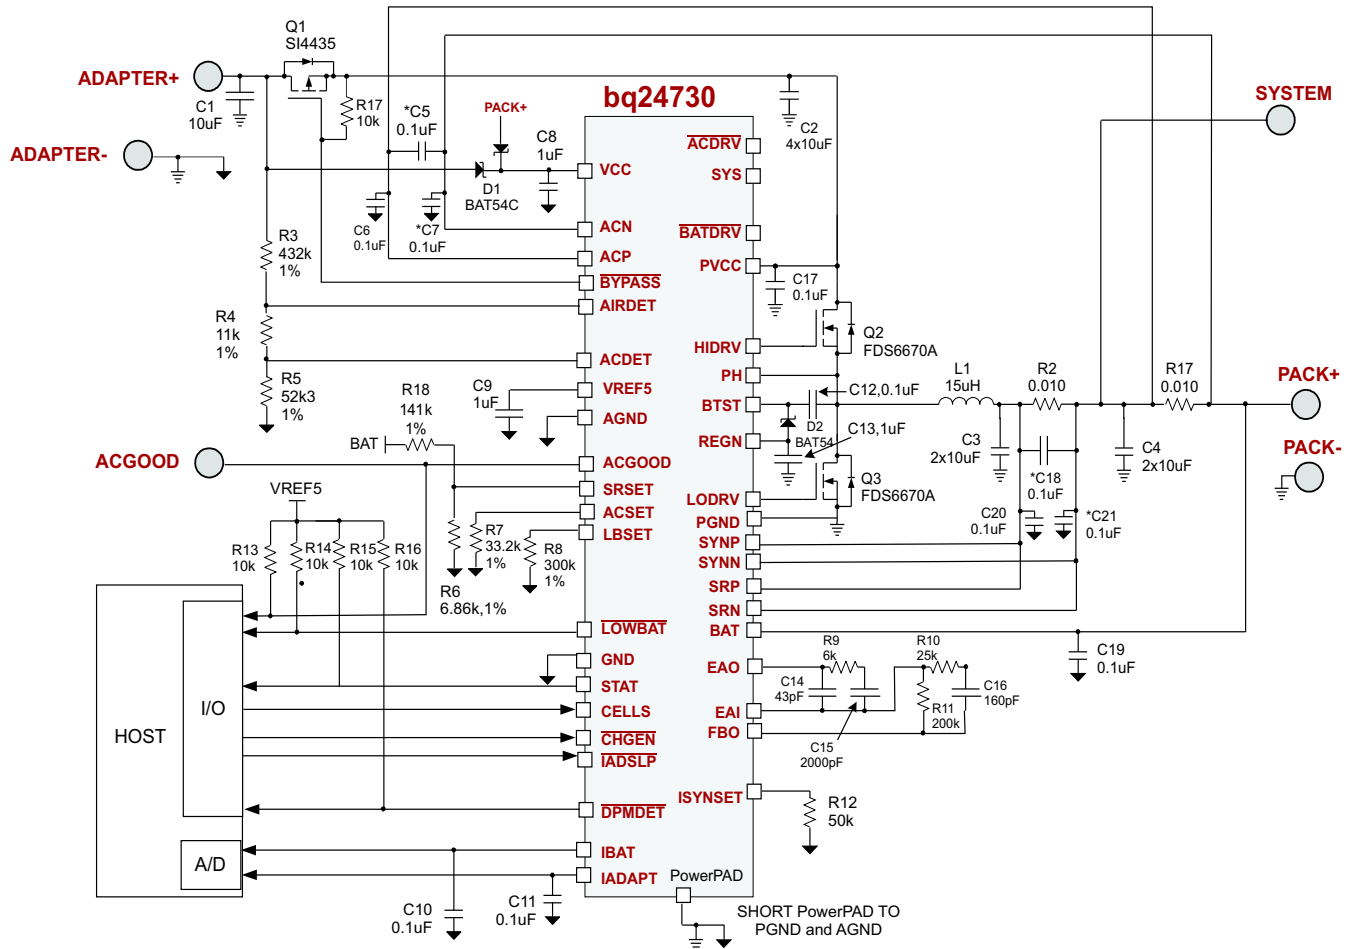 Q1
SI4435
ADAPTER+
C1
10uF
R17
10k
*C5
0.1uF
PACK+
bq24730
C2
4x10uF
SYSTEM
ADAPTER-
C8
1uF
D1
BAT54C
VCC
ACDRV
SYS
C6
0.1uF
*C7
0.1uF
ACN
BATDRV
R3
432k
1%
ACP
PVCC
BYPASS
C17
0.1uF
AIRDET
R4
11k
1%
Q2
FDS6670A
HIDRV
ACDET
PH
R5
52k3
1%
R18
141k
1%
C9
1uF
VREF5
C12,0.1uF
L1
15uH
R2
0.010
R17
0.010
PACK+
BTST
AGND
D2
BAT54
C13,1uF
REGN
BAT
C3
2x10uF
C4
2x10uF
PACK-
ACGOOD
ACGOOD
*C18
0.1uF
Q3
FDS6670A
SRSET
LODRV
VREF5
ACSET
PGND
C20
0.1uF
*C21
0.1uF
LBSET
SYNP
R13
10k
R14
10k
R15
10k
R16
10k
R7
33.2k
1%
R8
300k
1%
SYNN
R6
6.86k,1%
SRP
SRN
LOWBAT
BAT
C19
0.1uF
GND
EAO
R9
6k
R10
25k
STAT
C14
43pF
C16
160pF
I/O
CELLS
EAI
R11
200k
HOST
CHGEN
FBO
C15
2000pF
IADSLP
ISYNSET
R12
50k
DPMDET
A/D
IBAT
IADAPT
PowerPAD
C10
0.1uF
C11
0.1uF
SHORT PowerPAD TO
PGND and AGND